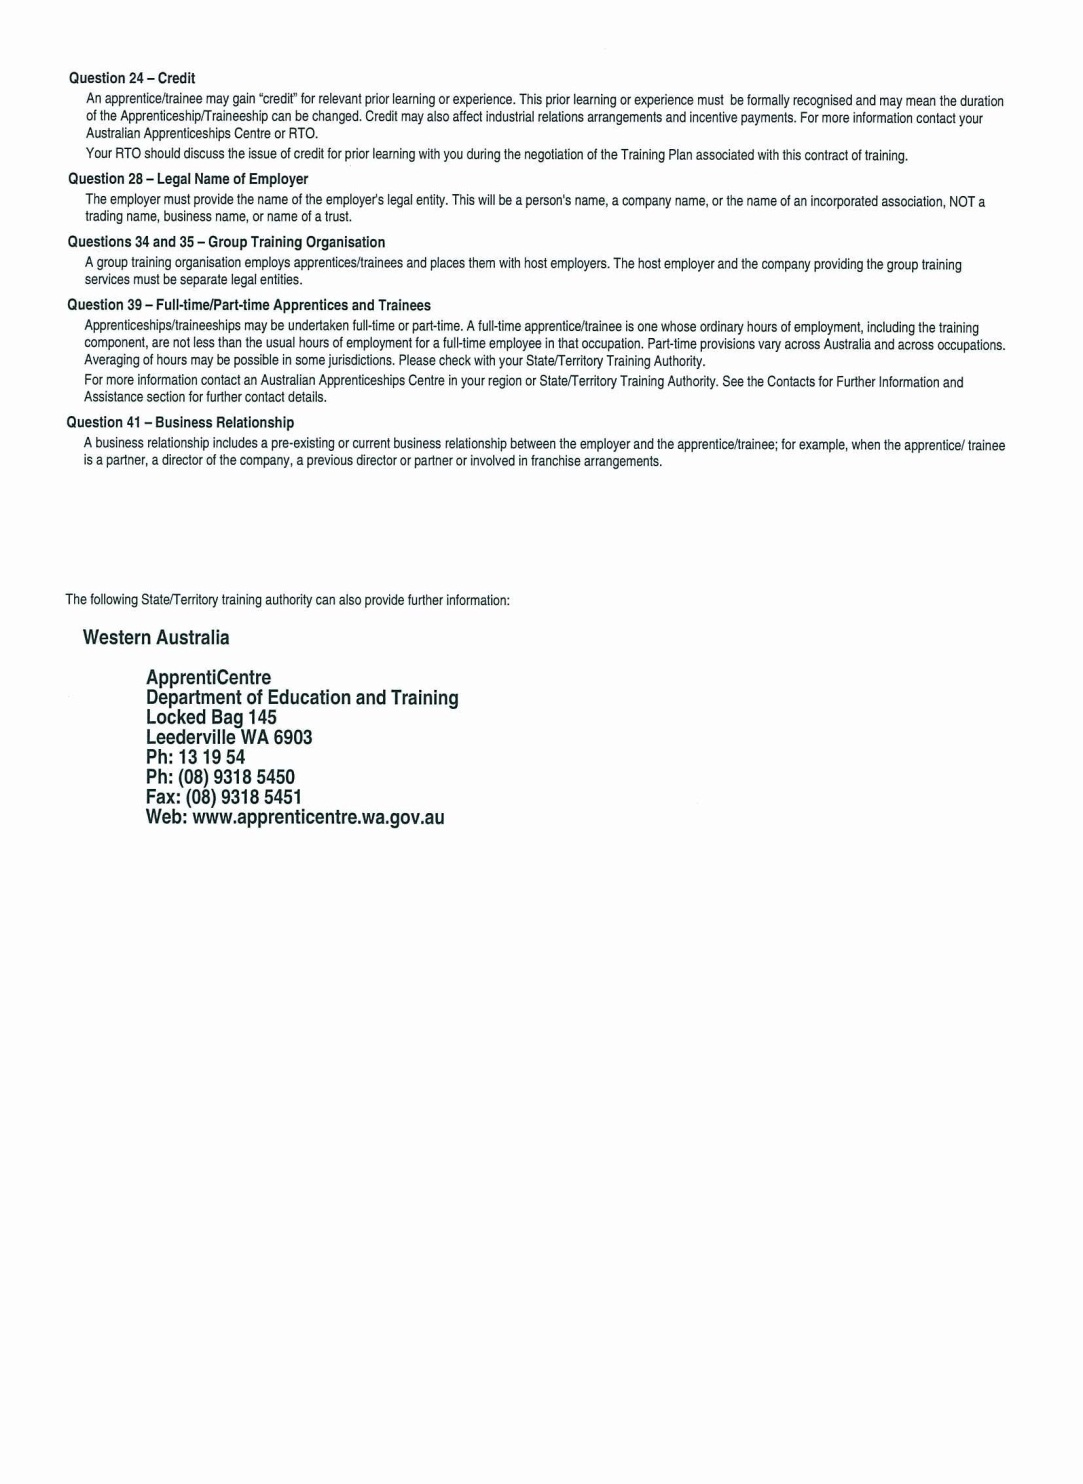 Question 24 – Credit
An apprentice/trainee may gain “credit” for relevant prior learning or experience. This prior learning or experience must be formally recognised and may mean the duration
of the Apprenticeship/Traineeship can be changed. Credit may also affect industrial relations arrangements and incentive payments. For more information contact your
Australian Apprenticeships Centre or RTO.
Your RTO should discuss the issue of credit for prior learning with you during the negotiation of the Training Plan associated with this contract of training.
Question 28 – Legal Name of Employer
The employer must provide the name of the employer's legal entity. This will be a person's name, a company name, or the name of an incorporated association, NOT a
trading name, business name, or name of a trust.
Questions 34 and 35 – Group Training Organisation
A group training organisation employs apprentices/trainees and places them with host employers. The host employer and the company providing the group training
services must be separate legal entities.
Question 39 – Full-time/Part-time Apprentices and Trainees
Apprenticeships/traineeships may be undertaken full-time or part-time. A full-time apprentice/trainee is one whose ordinary hours of employment, including the training
component, are not less than the usual hours of employment for a full-time employee in that occupation. Part-time provisions vary across Australia and across occupations.
Averaging of hours may be possible in some jurisdictions. Please check with your State/Territory Training Authority.
For more information contact an Australian Apprenticeships Centre in your region or State/Territory Training Authority. See the Contacts for Further Information and
Assistance section for further contact details.
Question 41 – Business Relationship
A business relationship includes a pre-existing or current business relationship between the employer and the apprentice/trainee; for example, when the apprentice/ trainee
is a partner, a director of the company, a previous director or partner or involved in franchise arrangements.
The following State/Territory training authority can also provide further information:
Western Australia
ApprentiCentre
Department of Education and Training
Locked Bag 145
Leederville WA 6903
Ph: 13 19 54
Ph: (08) 9318 5450
Fax: (08) 9318 5451
Web: www.apprenticentre.wa.gov.au